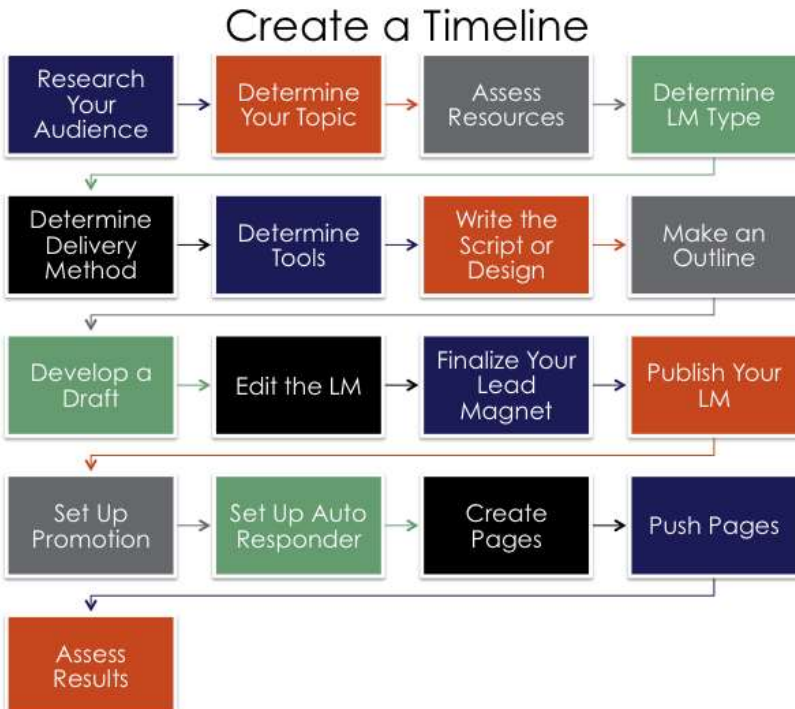 Create a Timeline
Research
Your
Audience
Determine
Your Topic
Assess
Resources
Determine
LM Type
Determine
Delivery
Method
Determine
Tools
Write the
Script or
Design
Make an
Outline
Develop a
Draft
Edit the LM
Finalize Your
Lead
Magnet
Publish Your
LM
Set Up
Promotion
Set Up Auto
Responder
Create
Pages
Push Pages
Assess
Results